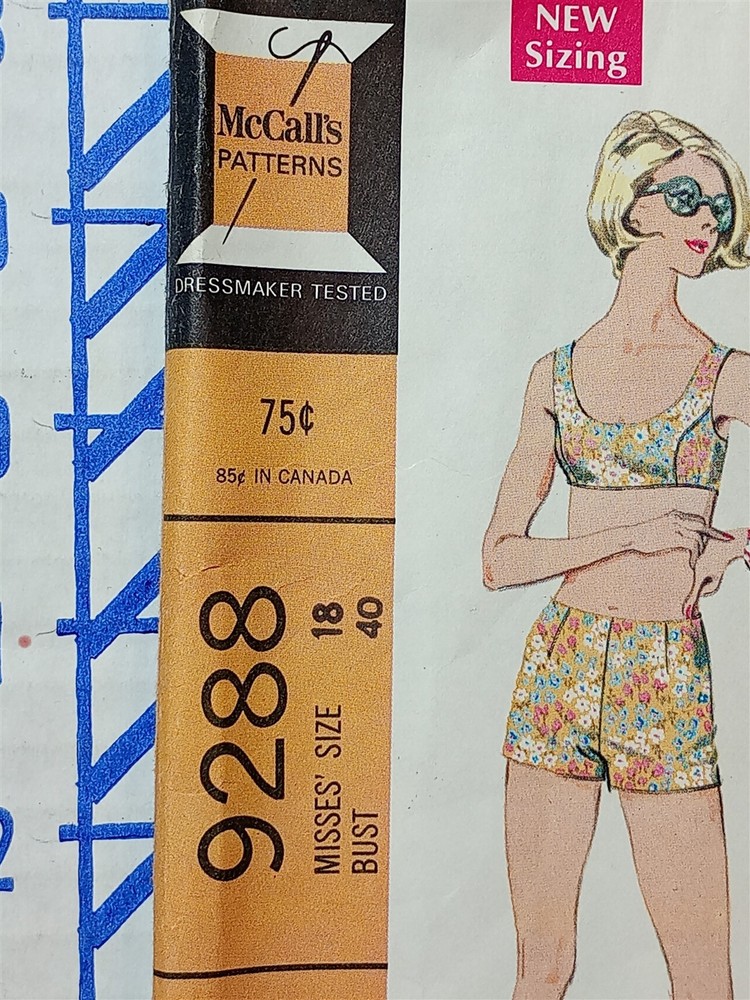 NEW
Sizing
McCall's
PATTERNS
DRESSMAKER TESTED
75¢
85¢ IN CANADA
9288
MISSES' SIZE 18
BUST 40